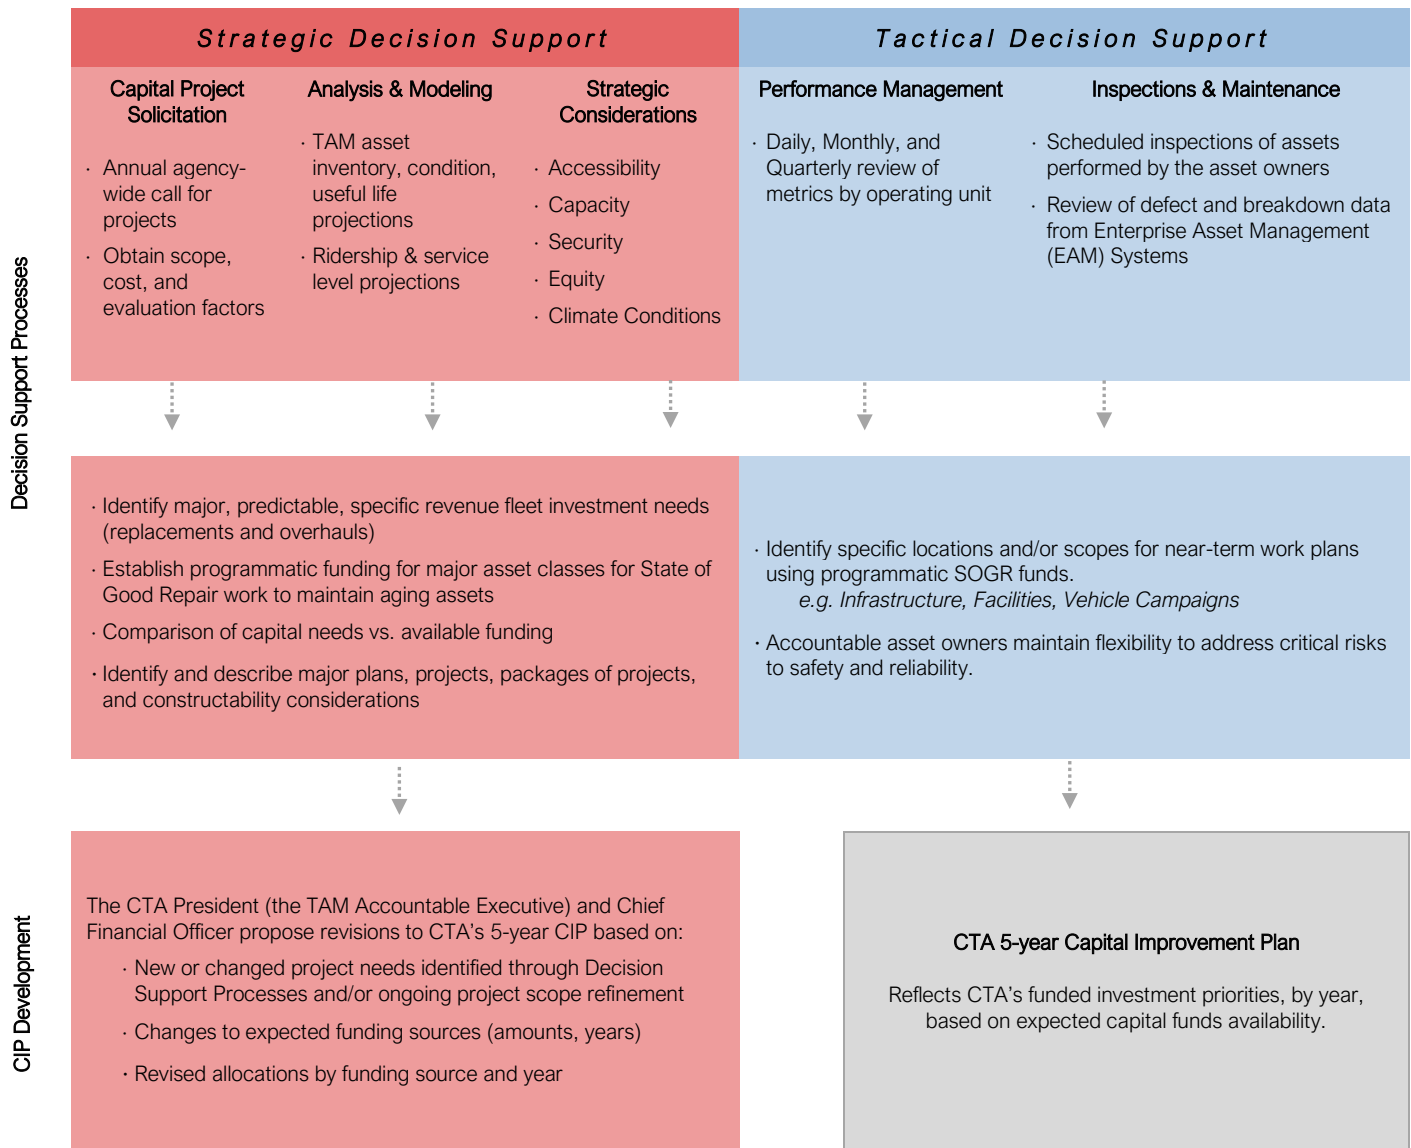 Strategic Decision Support
Tactical Decision Support
Decision Support Processes
Capital Project
Solicitation
· Annual agency-
wide call for
projects
· Obtain scope,
cost, and
evaluation factors
Analysis & Modeling
· TAM asset
inventory, condition,
useful life
projections
· Ridership & service
level projections
Strategic
Considerations
· Accessibility
· Capacity
· Security
· Equity
· Climate Conditions
Performance Management
· Daily, Monthly, and
Quarterly review of
metrics by operating unit
Inspections & Maintenance
· Scheduled inspections of assets
performed by the asset owners
· Review of defect and breakdown data
from Enterprise Asset Management
(EAM) Systems
· Identify major, predictable, specific revenue fleet investment needs
(replacements and overhauls)
· Establish programmatic funding for major asset classes for State of
Good Repair work to maintain aging assets
· Comparison of capital needs vs. available funding
· Identify and describe major plans, projects, packages of projects,
and constructability considerations
· Identify specific locations and/or scopes for near-term work plans
using programmatic SOGR funds.
e.g. Infrastructure, Facilities, Vehicle Campaigns
· Accountable asset owners maintain flexibility to address critical risks
to safety and reliability.
CIP Development
The CTA President (the TAM Accountable Executive) and Chief
Financial Officer propose revisions to CTA's 5-year CIP based on:
· New or changed project needs identified through Decision
Support Processes and/or ongoing project scope refinement
· Changes to expected funding sources (amounts, years)
· Revised allocations by funding source and year
CTA 5-year Capital Improvement Plan
Reflects CTA's funded investment priorities, by year,
based on expected capital funds availability.